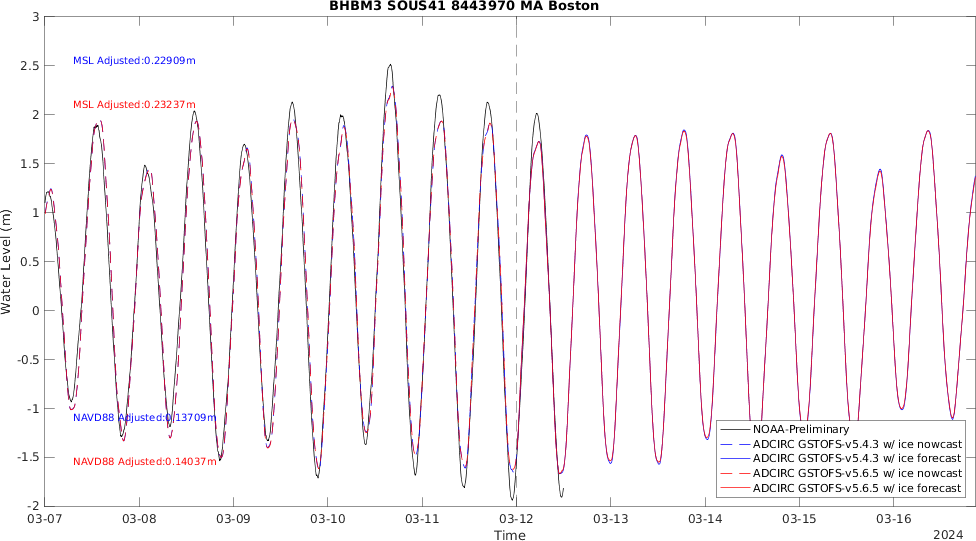 BHBM3 SOUS41 8443970 MA Boston
3
2.5
2
1.5
1
0.5
0
-0.5
-1
-1.5
-2
Water Level (m)
MSL Adjusted:0.22909m
MSL Adjusted:0.23237m
NAVD88 Adjusted:0.13709m
NAVD88 Adjusted:0.14037m
NOAA-Preliminary
ADCIRC GSTOFS-v5.4.3 w/ ice nowcast
ADCIRC GSTOFS-v5.4.3 w/ ice forecast
ADCIRC GSTOFS-v5.6.5 w/ ice nowcast
ADCIRC GSTOFS-v5.6.5 w/ ice forecast
03-07 03-08 03-09 03-10 03-11 03-12 03-13 03-14 03-15 03-16
Time
2024